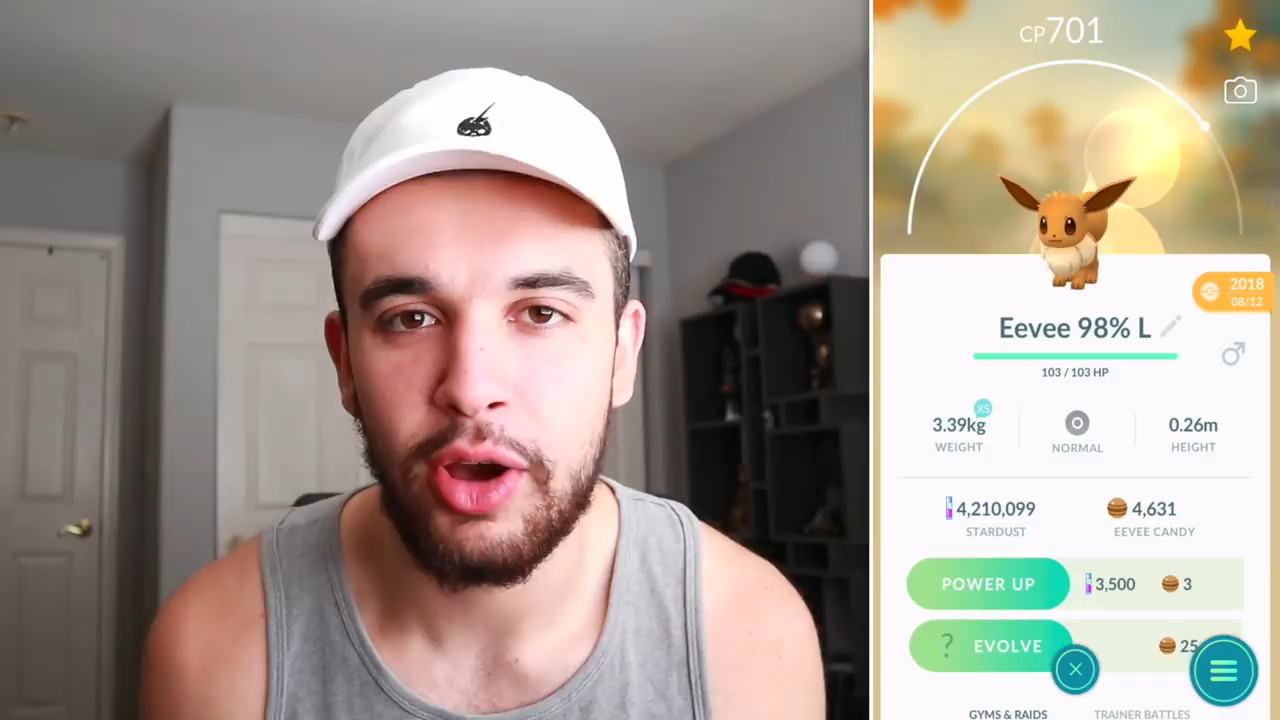 CP701
2018
08/12
Eevee 98% L
103 / 103 HP
XS
3.39kg
WEIGHT
NORMAL
0.26m
HEIGHT
4,210,099
STARDUST
4,631
EEVEE CANDY
POWER UP
3,500
3
?
EVOLVE
25
GYMS & RAIDS
TRAINER BATTLES